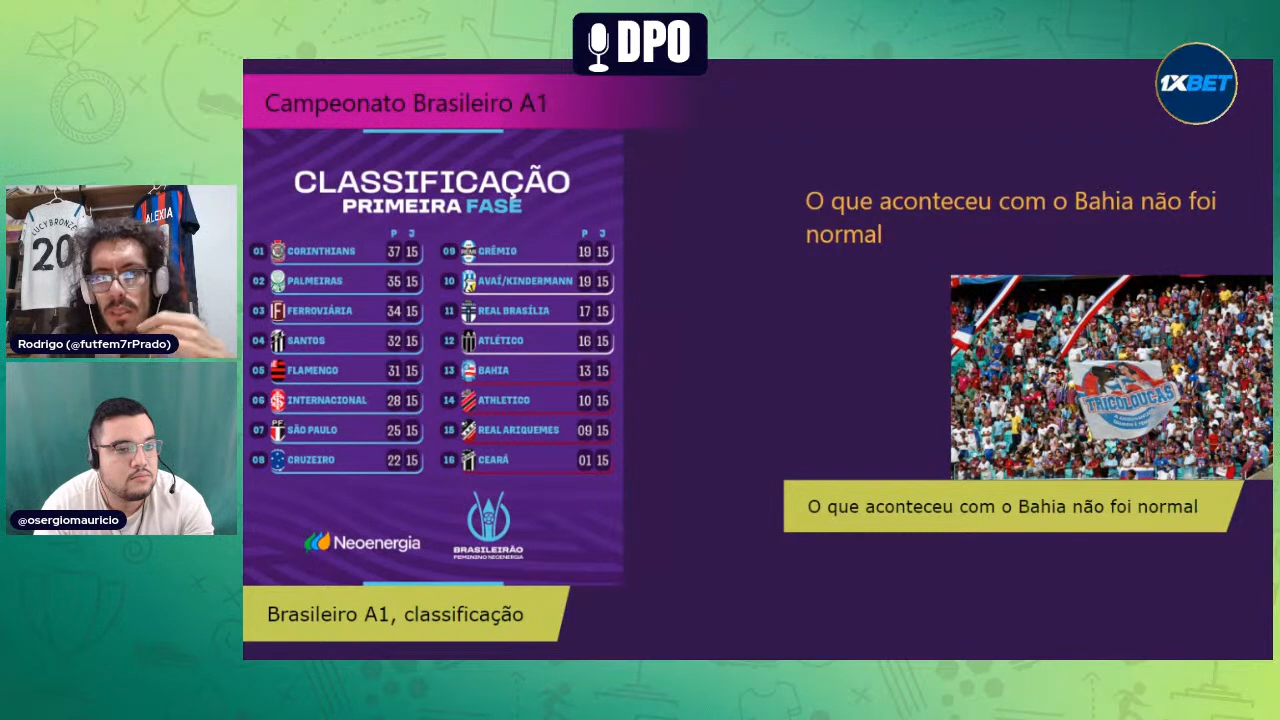 DPO
1XBET
Campeonato Brasileiro A1
CLASSIFICAÇÃO
PRIMEIRA FASE
P J
01 CORINTHIANS 37 15
02 PALMEIRAS 35 15
03 FERROVIÁRIA 34 15
04 SANTOS 32 15
05 FLAMENGO 31 15
06 INTERNACIONAL 28 15
07 SÃO PAULO 25 15
08 CRUZEIRO 22 15
P J
09 GRÊMIO 19 15
10 AVAÍ/KINDERMANN 19 15
11 REAL BRASÍLIA 17 15
12 ATLÉTICO 16 15
13 BAHIA 13 15
14 ATHLETICO 10 15
15 REAL ARIQUEMES 09 15
16 CEARÁ 01 15
Neoenergia
BRASILEIRÃO
FEMININO NEOENERGIA
Brasileiro A1, classificação
O que aconteceu com o Bahia não foi
normal
TRICOLOUCAS
O que aconteceu com o Bahia não foi normal
LUCY BRONZE
20
ALEXIA
Rodrigo (@futfem7rPrado)
@osergiomauricio